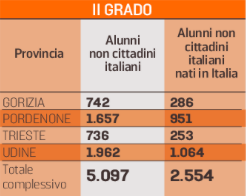 II GRADO
Provincia
Alunni
non cittadini
italiani
Alunni non
cittadini
italiani
nati in Italia
GORIZIA 742 286
PORDENONE 1.657 951
TRIESTE 736 253
UDINE 1.962 1.064
Totale
complessivo 5.097 2.554